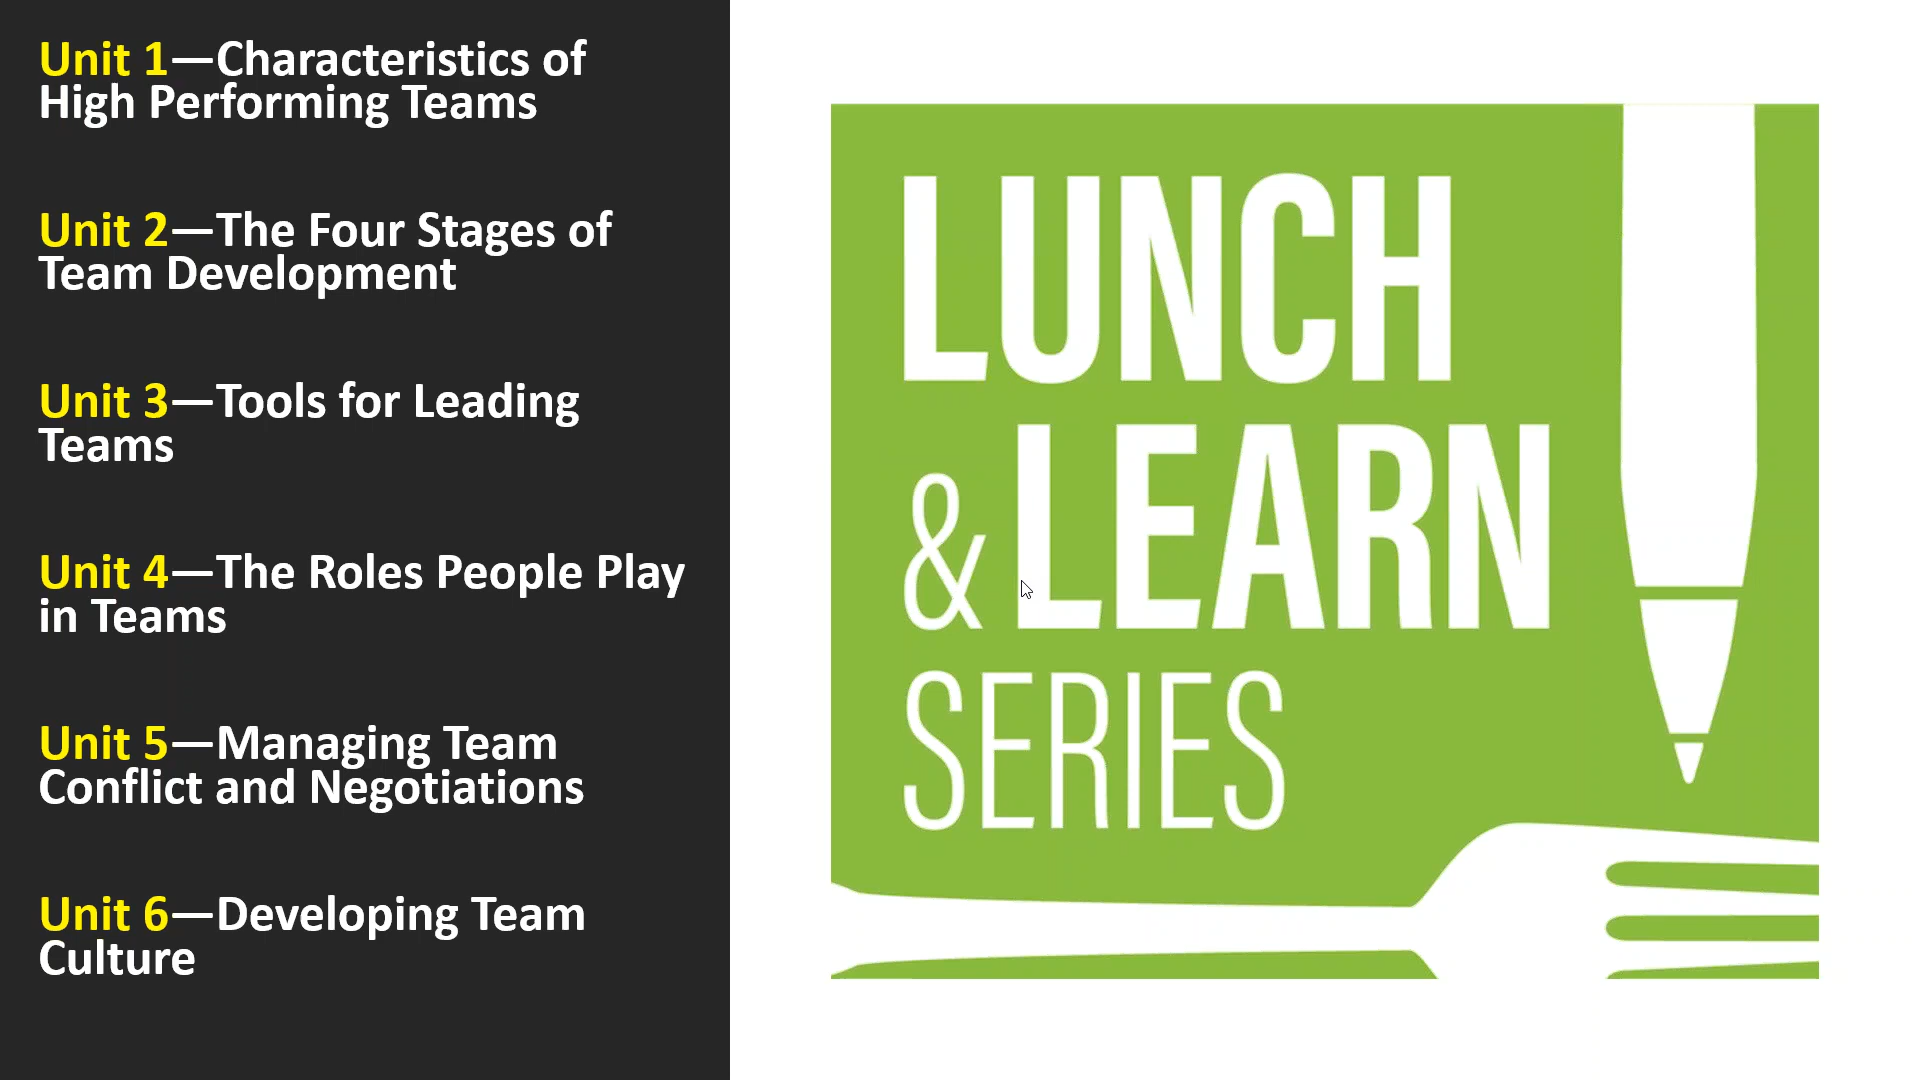 Unit 1—Characteristics of
High Performing Teams
Unit 2—The Four Stages of
Team Development
Unit 3—Tools for Leading
Teams
Unit 4—The Roles People Play
in Teams
Unit 5—Managing Team
Conflict and Negotiations
Unit 6—Developing Team
Culture
LUNCH
& LEARN
SERIES